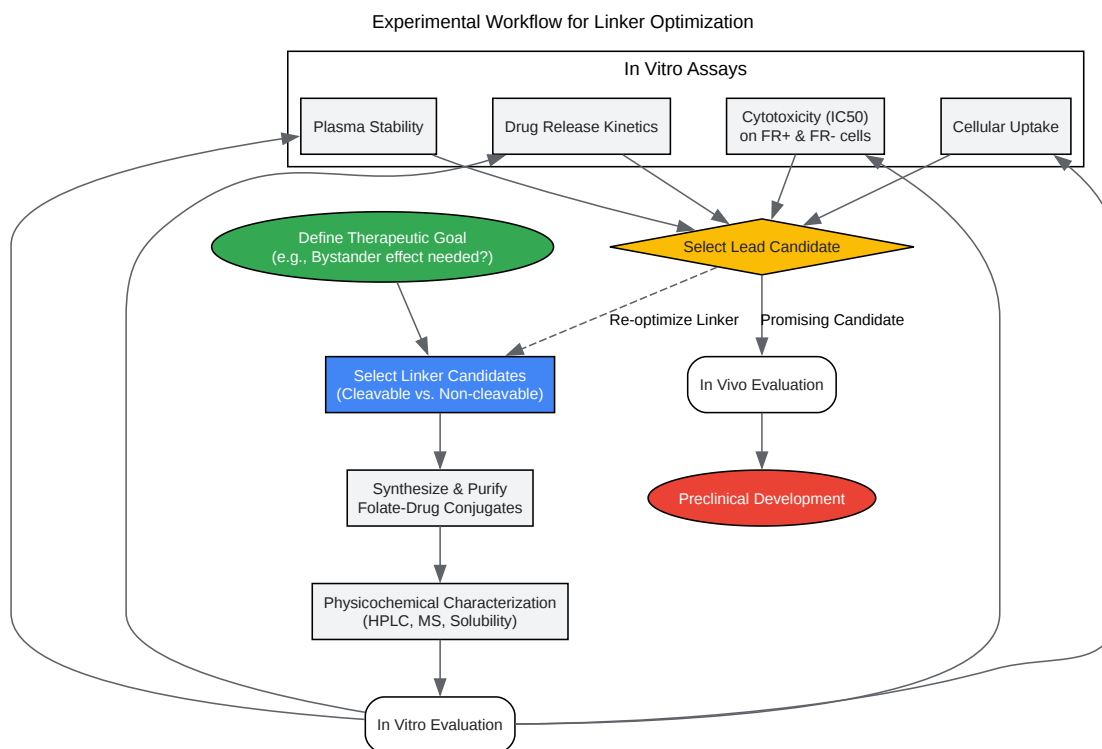 Experimental Workflow for Linker Optimization
In Vitro Assays
Plasma Stability
Drug Release Kinetics
Cytotoxicity (IC50)
on FR+ & FR- cells
Cellular Uptake
Define Therapeutic Goal
(e.g., Bystander effect needed?)
Select Lead Candidate
Re-optimize Linker
Promising Candidate
Select Linker Candidates
(Cleavable vs. Non-cleavable)
In Vivo Evaluation
Synthesize & Purify
Folate-Drug Conjugates
Preclinical Development
Physicochemical Characterization
(HPLC, MS, Solubility)
In Vitro Evaluation